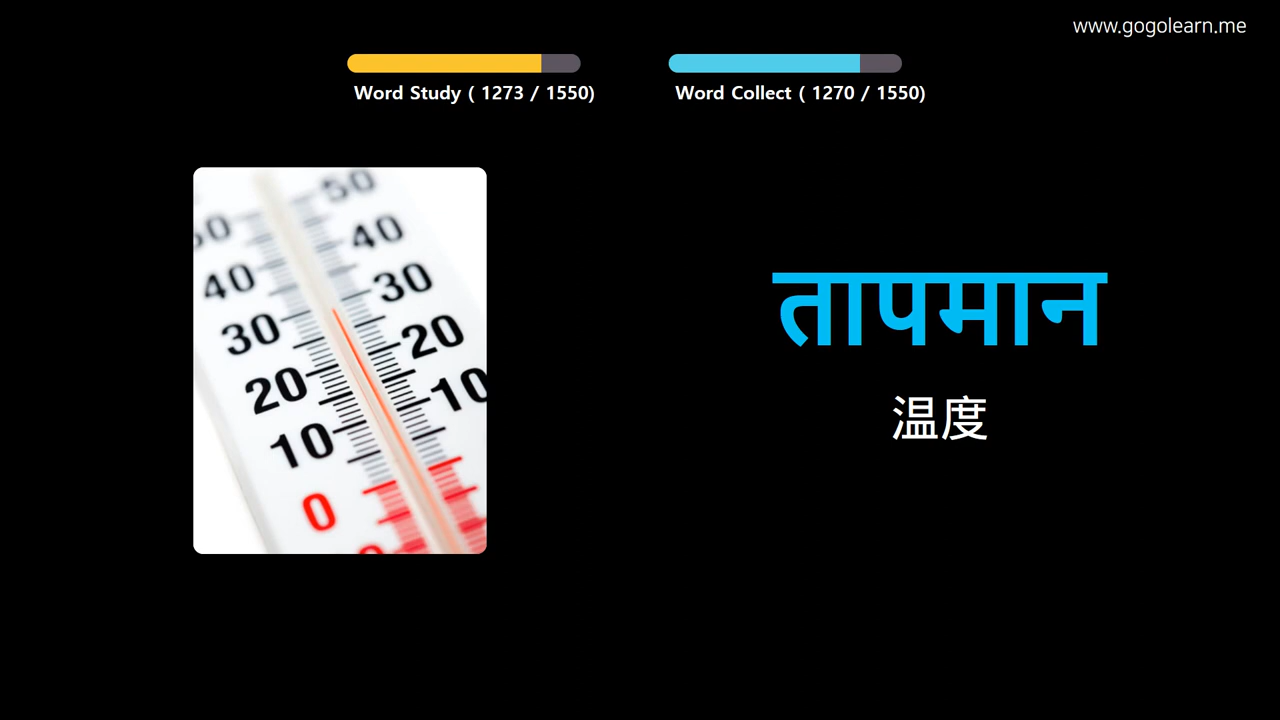 www.gogolearn.me
Word Study ( 1273 / 1550)
Word Collect ( 1270 / 1550)
50
50
40
40
30
30
20
20
10
10
0
तापमान
温度